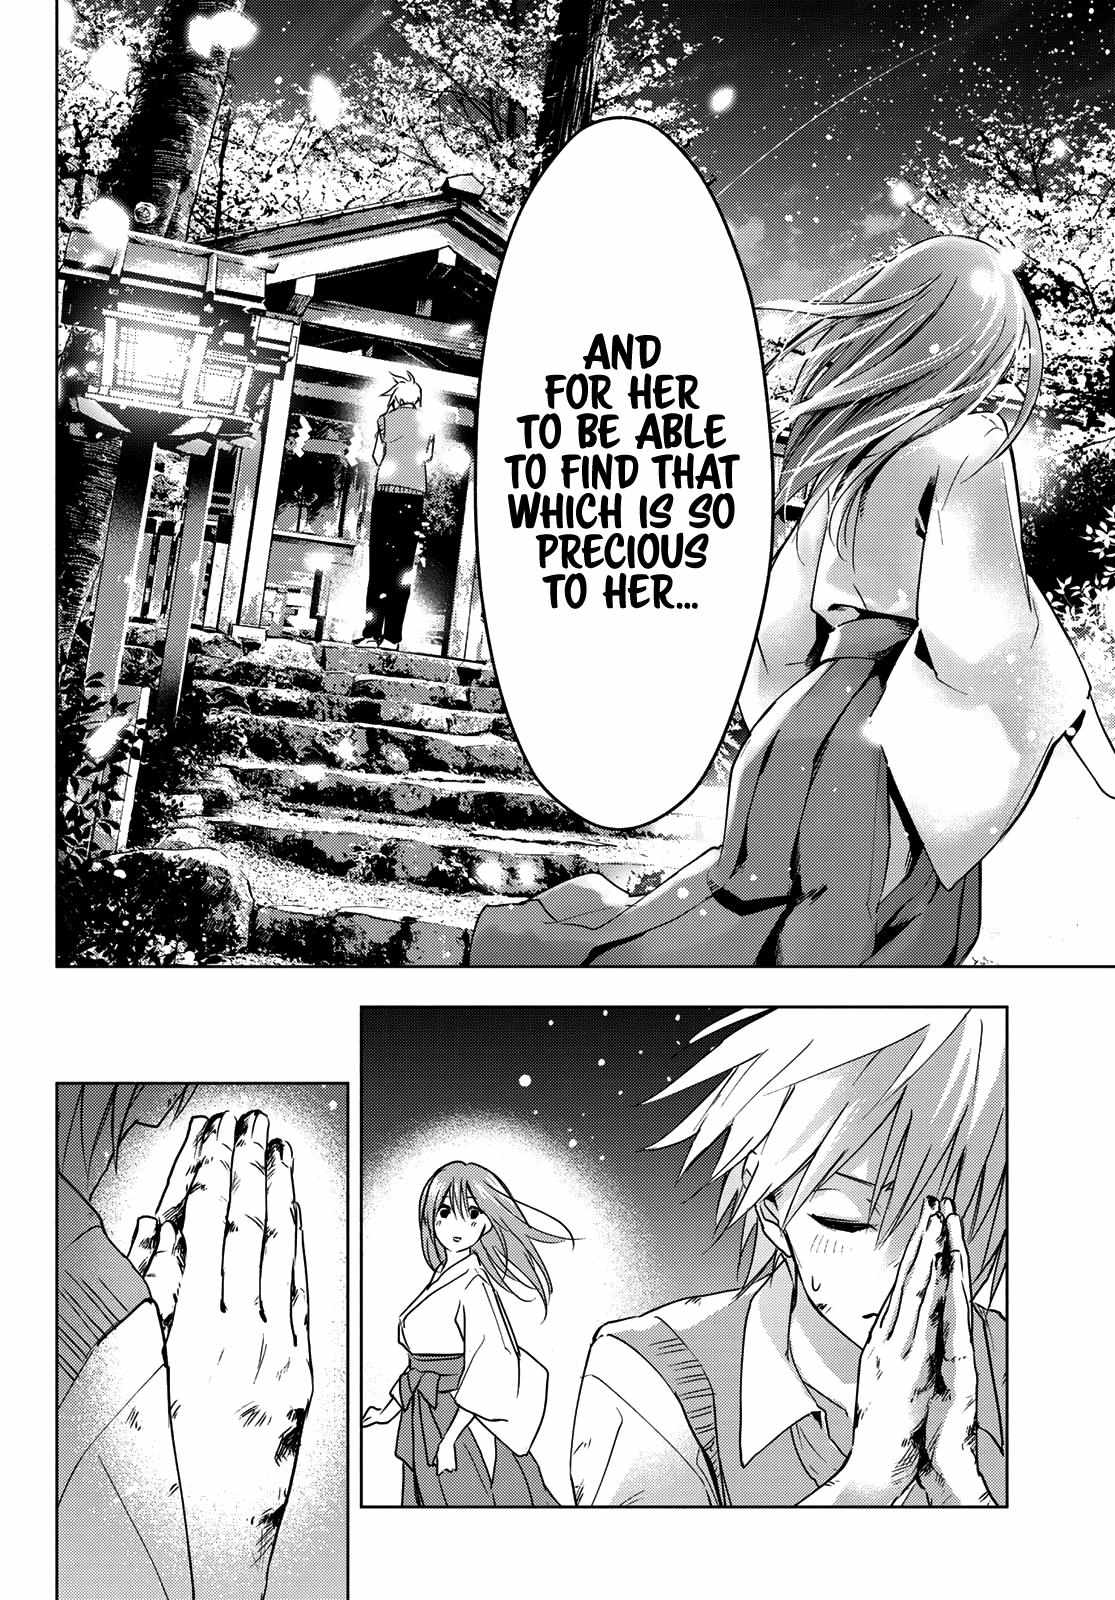 AND
FOR HER
TO BE ABLE
TO FIND THAT
WHICH IS SO
PRECIOUS
TO HER...